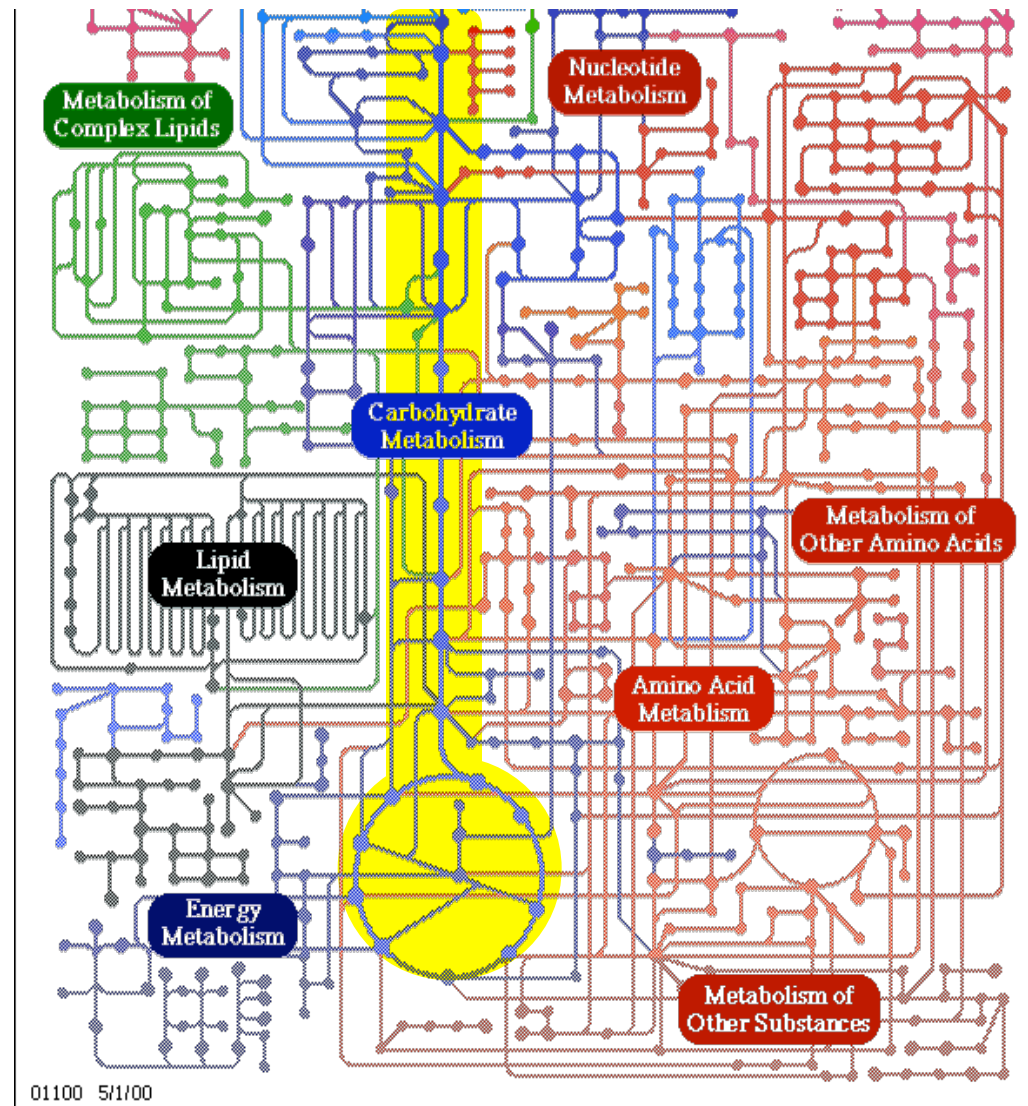 Nucleotide
Metabolism
Metabolism of
Complex Lipids
Carbohydrate
Metabolism
Metabolism of
Other Amino Acids
Lipid
Metabolism
Amino Acid
Metablism
Energy
Metabolism
Metabolism of
Other Substances
01100 5/1/00